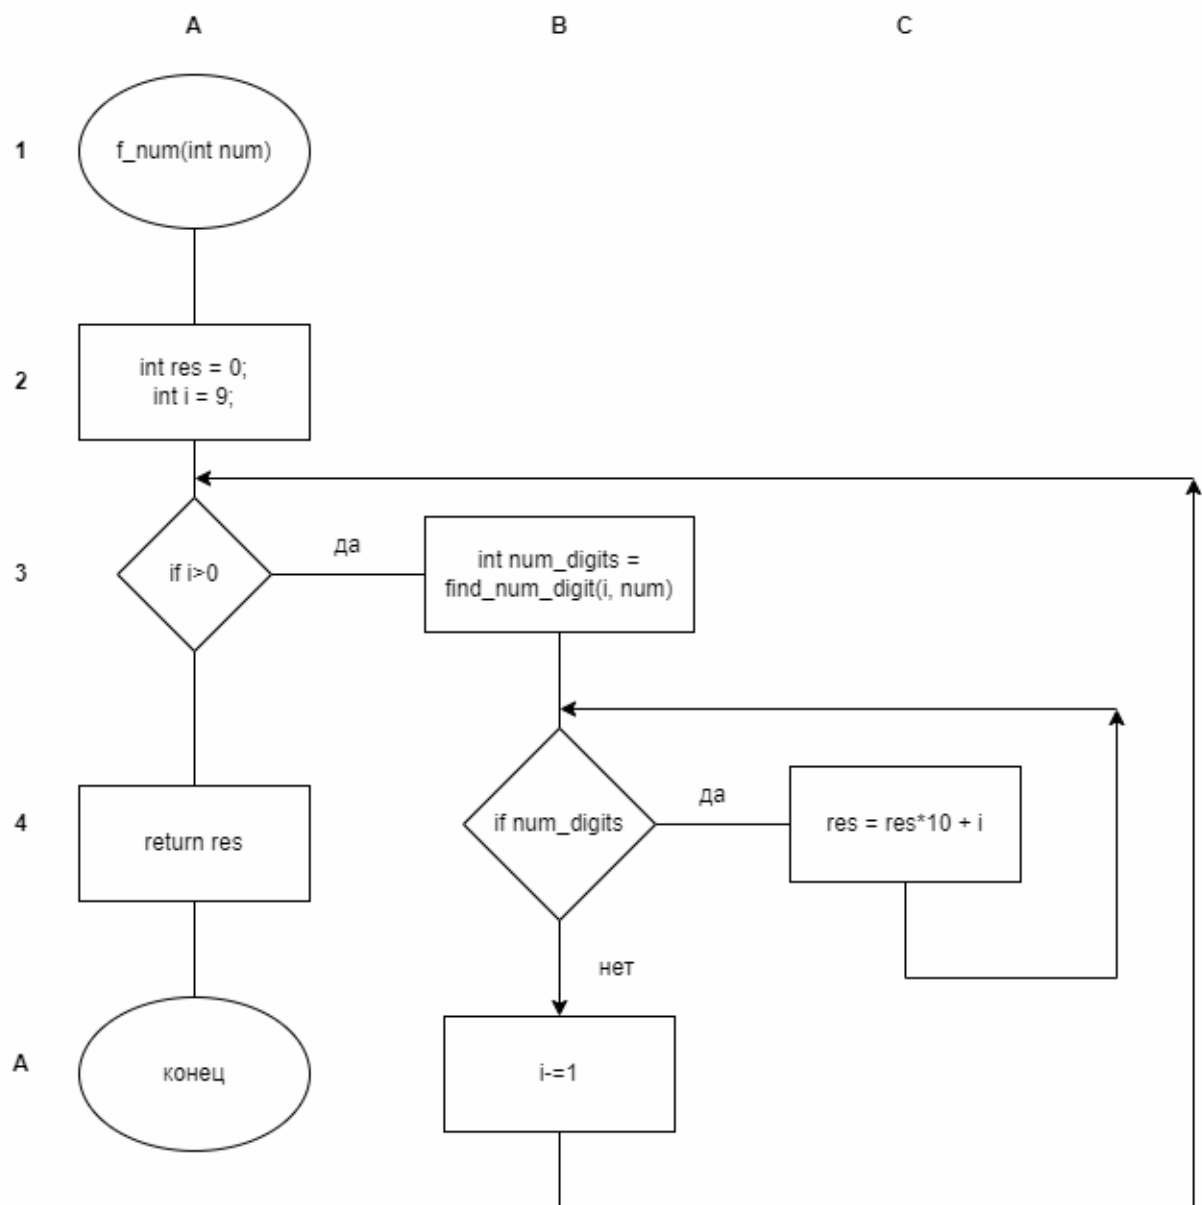 A
B
C
1
f_num(int num)
2
int res = 0;
int i = 9;
3
if i>0
да
int num_digits =
find_num_digit(i, num)
4
return res
if num_digits
да
res = res*10 + i
нет
A
конец
i-=1